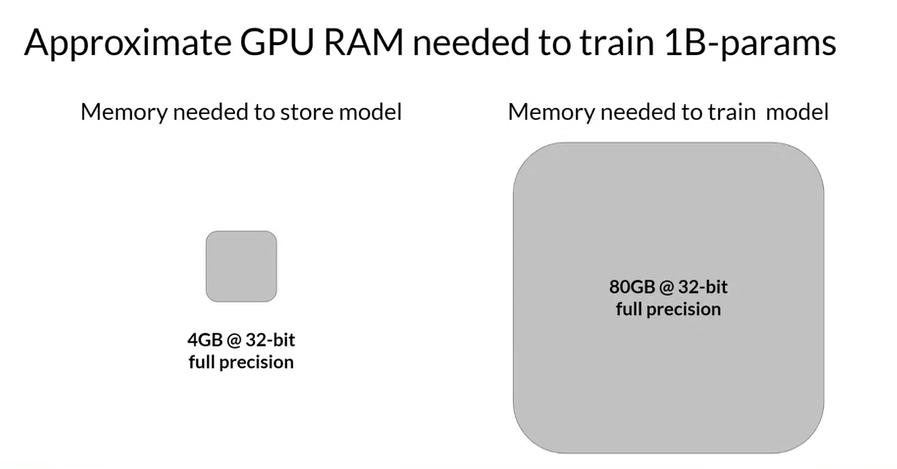 Approximate GPU RAM needed to train 1B-params
Memory needed to store model
Memory needed to train model
4GB @ 32-bit
full precision
80GB @ 32-bit
full precision